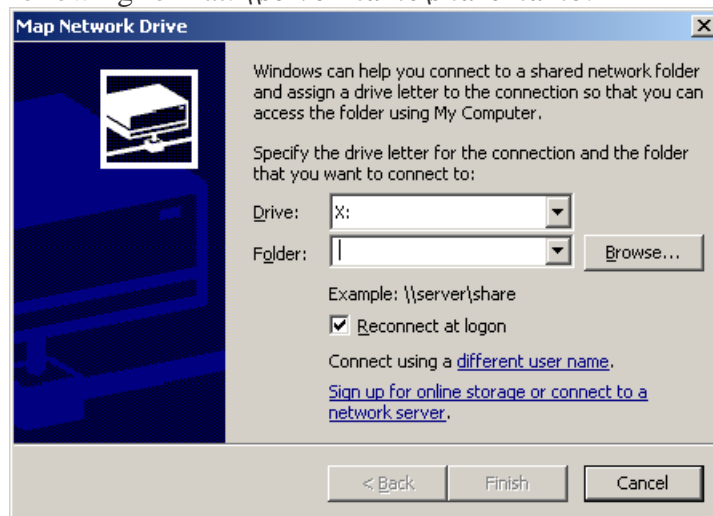 Map Network Drive
Windows can help you connect to a shared network folder
and assign a drive letter to the connection so that you can
access the folder using My Computer.
Specify the drive letter for the connection and the folder
that you want to connect to:
Drive: X:
Folder: Browse...
Example: \\server\share
Reconnect at logon
Connect using a different user name.
Sign up for online storage or connect to a
network server.
< Back Finish Cancel